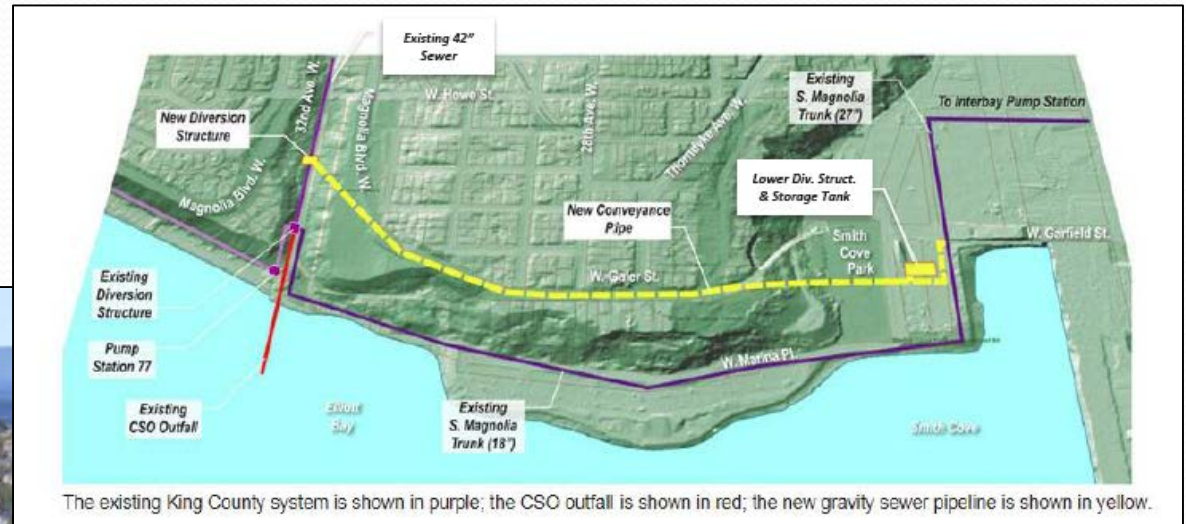 Existing 42"
Sewer
32nd Ave. W.
Magnolia Blvd. W.
W. Howe St.
28th Ave. W.
Thorndyke Ave. W.
Existing
S. Magnolia
Trunk (27")
To Interbay Pump Station
New Diversion
Structure
Magnolia Blvd. W.
Lower Div. Struct.
& Storage Tank
New Conveyance
Pipe
Smith
Cove
Park
W. Garfield St.
W. Galer St.
Existing
Diversion
Structure
Pump
Station 77
W. Marina Pl.
Existing
CSO Outfall
Elliott
Bay
Existing
S. Magnolia
Trunk (18")
Smith Cove
The existing King County system is shown in purple; the CSO outfall is shown in red; the new gravity sewer pipeline is shown in yellow.